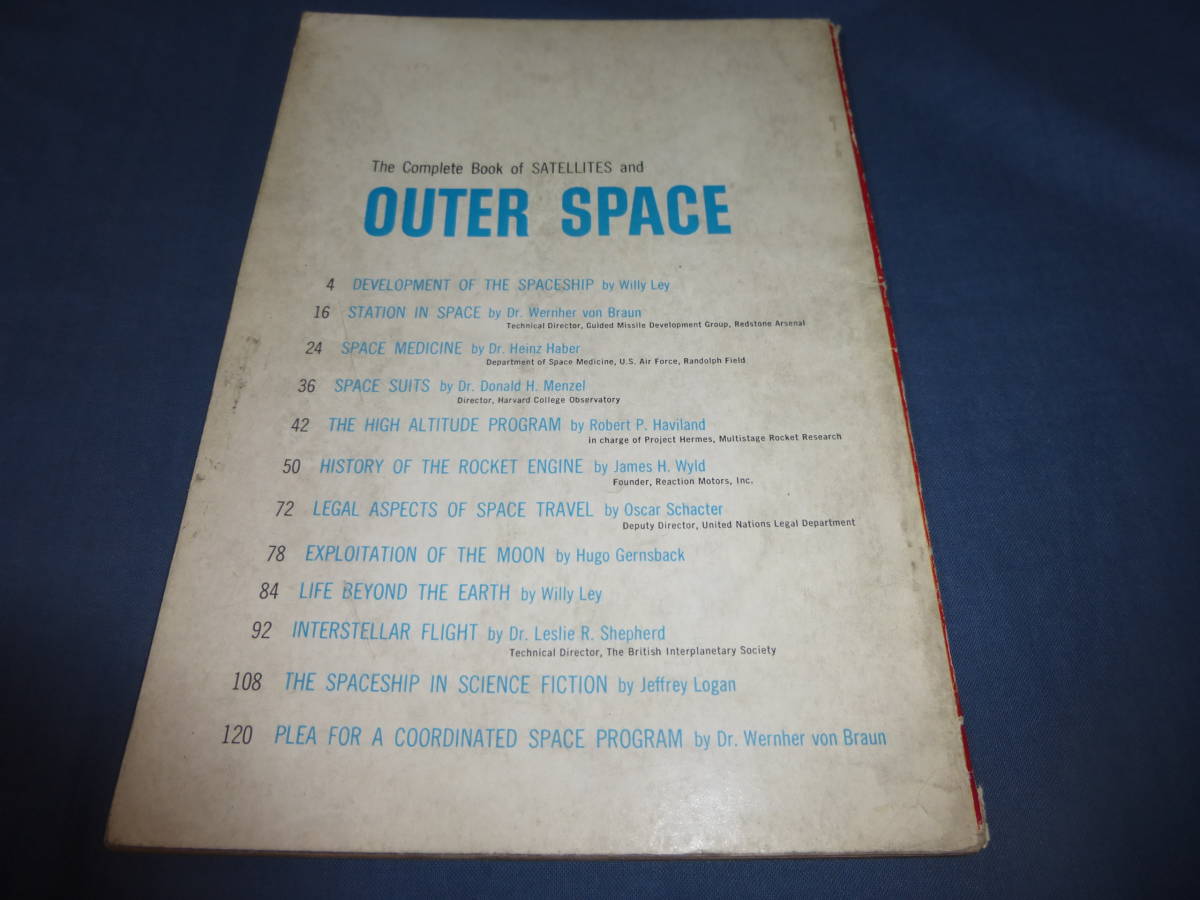 The Complete Book of SATELLITES and
OUTER SPACE
4 DEVELOPMENT OF THE SPACESHIP by Willy Ley
16 STATION IN SPACE by Dr. Wernher von Braun
Technical Director, Guided Missile Development Group, Redstone Arsenal
24 SPACE MEDICINE by Dr. Heinz Haber
Department of Space Medicine, U.S. Air Force, Randolph Field
36 SPACE SUITS by Dr. Donald H. Menzel
Director, Harvard College Observatory
42 THE HIGH ALTITUDE PROGRAM by Robert P. Haviland
in charge of Project Hermes, Multistage Rocket Research
50 HISTORY OF THE ROCKET ENGINE by James H. Wyld
Founder, Reaction Motors, Inc.
72 LEGAL ASPECTS OF SPACE TRAVEL by Oscar Schacter
Deputy Director, United Nations Legal Department
78 EXPLOITATION OF THE MOON by Hugo Gernsback
84 LIFE BEYOND THE EARTH by Willy Ley
92 INTERSTELLAR FLIGHT by Dr. Leslie R. Shepherd
Technical Director, The British Interplanetary Society
108 THE SPACESHIP IN SCIENCE FICTION by Jeffrey Logan
120 PLEA FOR A COORDINATED SPACE PROGRAM by Dr. Wernher von Braun